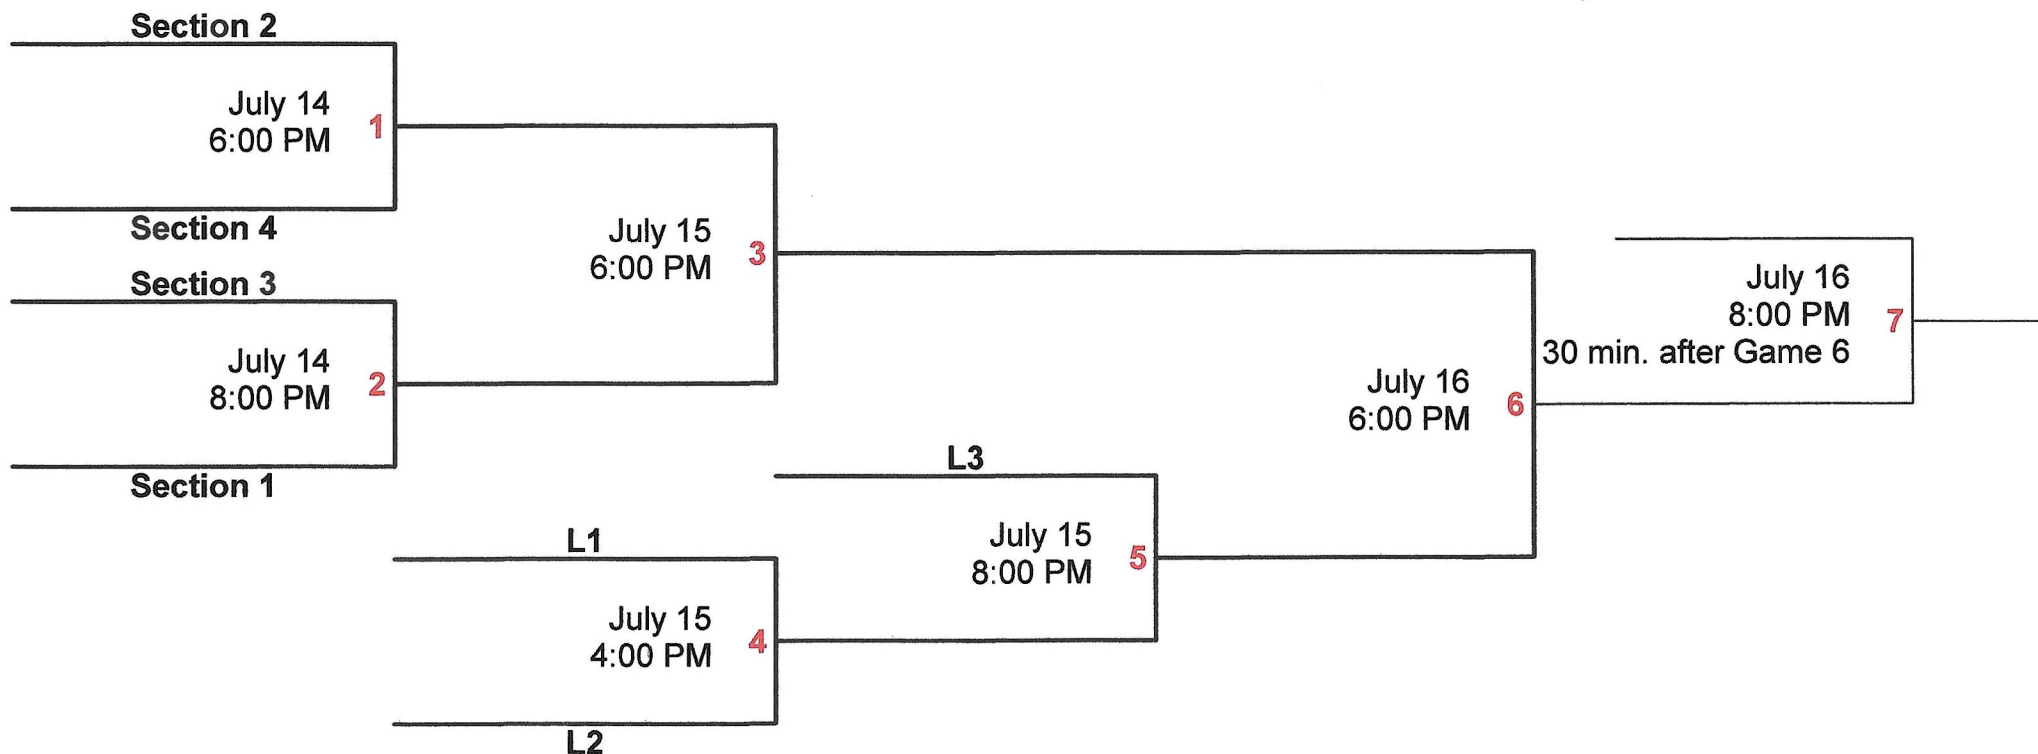 Section 2
July 14
6:00 PM
1
Section 4
Section 3
July 14
8:00 PM
2
Section 1
July 15
6:00 PM
3
L1
July 15
4:00 PM
4
L2
L3
July 15
8:00 PM
5
July 16
6:00 PM
6
July 16
8:00 PM
30 min. after Game 6
7